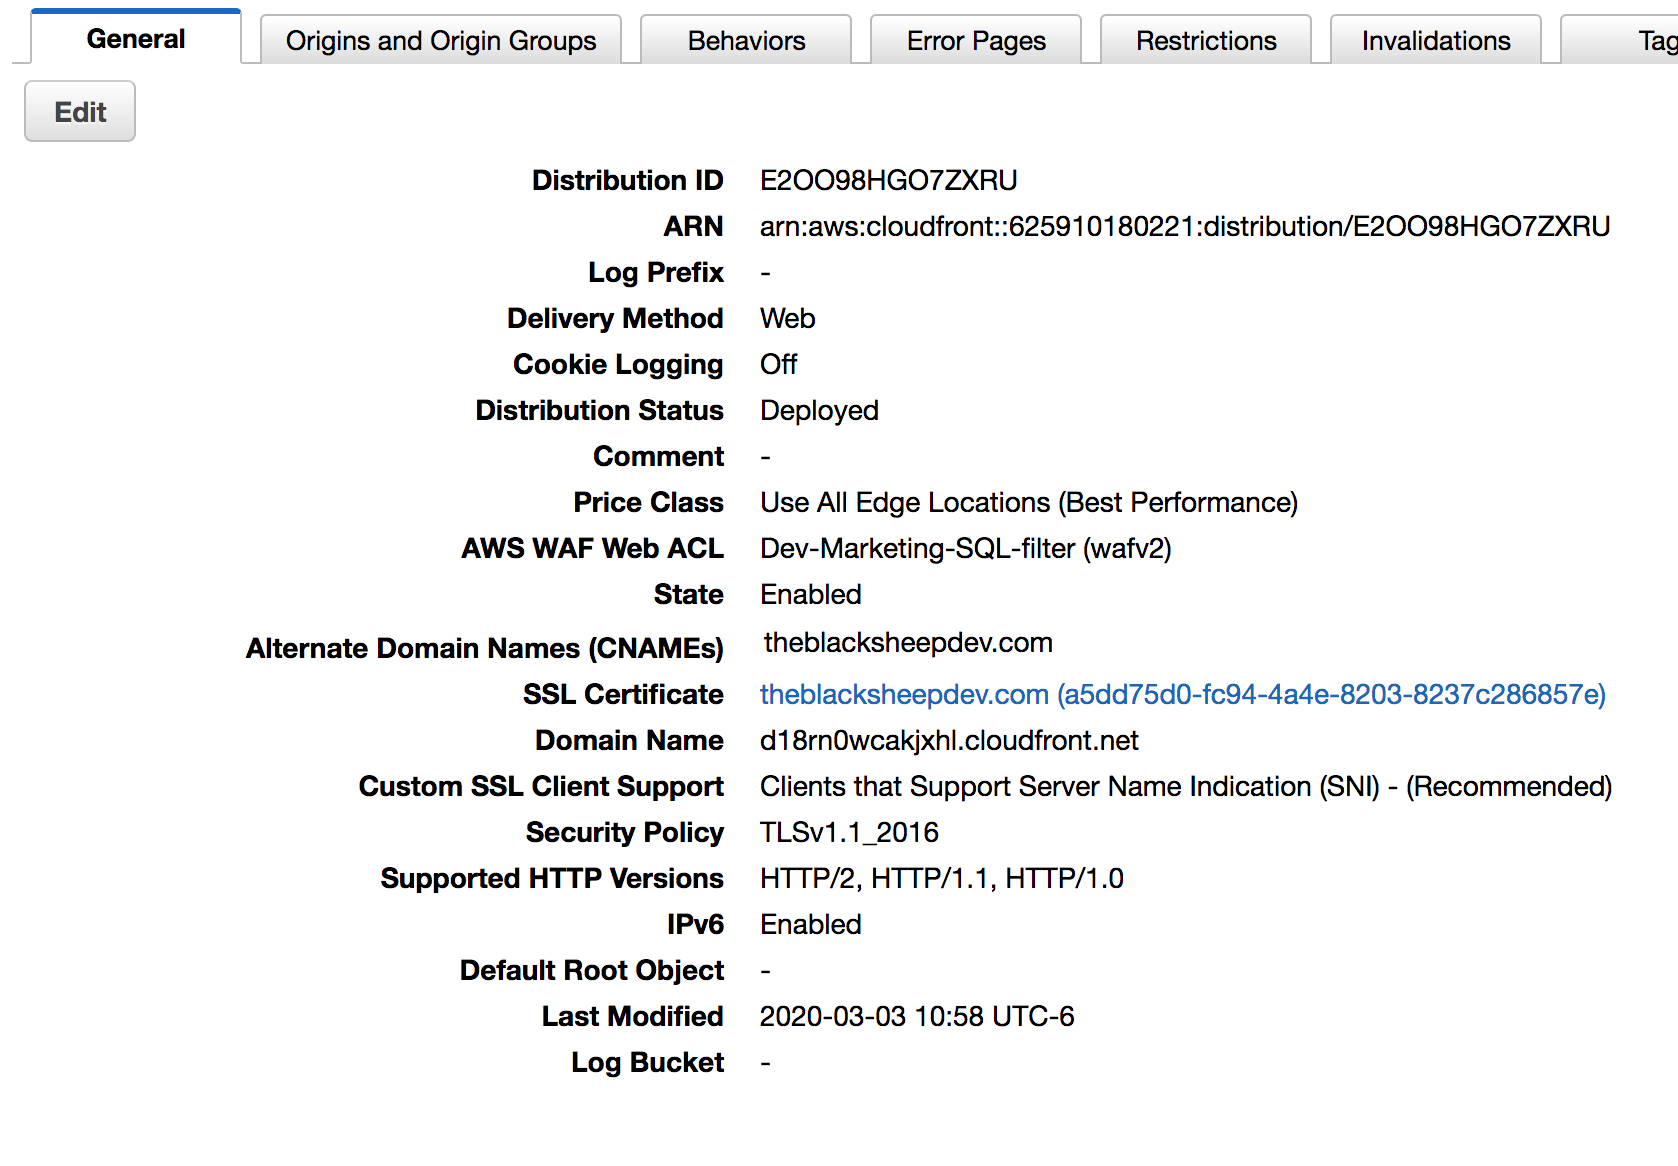 General Origins and Origin Groups Behaviors Error Pages Restrictions Invalidations Tag
Edit
Distribution ID E2OO98HGO7ZXRU
ARN arn:aws:cloudfront::625910180221:distribution/E2OO98HGO7ZXRU
Log Prefix -
Delivery Method Web
Cookie Logging Off
Distribution Status Deployed
Comment -
Price Class Use All Edge Locations (Best Performance)
AWS WAF Web ACL Dev-Marketing-SQL-filter (wafv2)
State Enabled
Alternate Domain Names (CNAMEs) theblacksheepdev.com
SSL Certificate theblacksheepdev.com (a5dd75d0-fc94-4a4e-8203-8237c286857e)
Domain Name d18rn0wcakjxhl.cloudfront.net
Custom SSL Client Support Clients that Support Server Name Indication (SNI) - (Recommended)
Security Policy TLSv1.1_2016
Supported HTTP Versions HTTP/2, HTTP/1.1, HTTP/1.0
IPv6 Enabled
Default Root Object -
Last Modified 2020-03-03 10:58 UTC-6
Log Bucket -